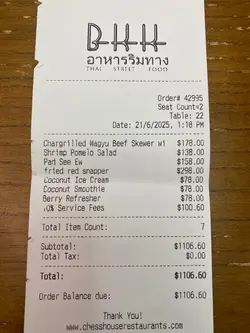 BKK
อาหารริมทาง
THAI STREET FOOD
Order# 42995
Seat Count:2
Table: 22
Date: 21/6/2025, 1:18 PM
Chargrilled Wagyu Beef Skewer wi $178.00
Shrimp Pomelo Salad $138.00
Pad See Ew $158.00
fried red snapper $298.00
Coconut Ice Cream $78.00
Coconut Smoothie $78.00
Berry Refresher $78.00
10% Service Fees $100.60
Total Item Count: 7
Subtotal: $1106.60
Total Tax: $0.00
Total: $1106.60
Order Balance due: $1106.60
Thank You!
www.chesshouserestaurants.com